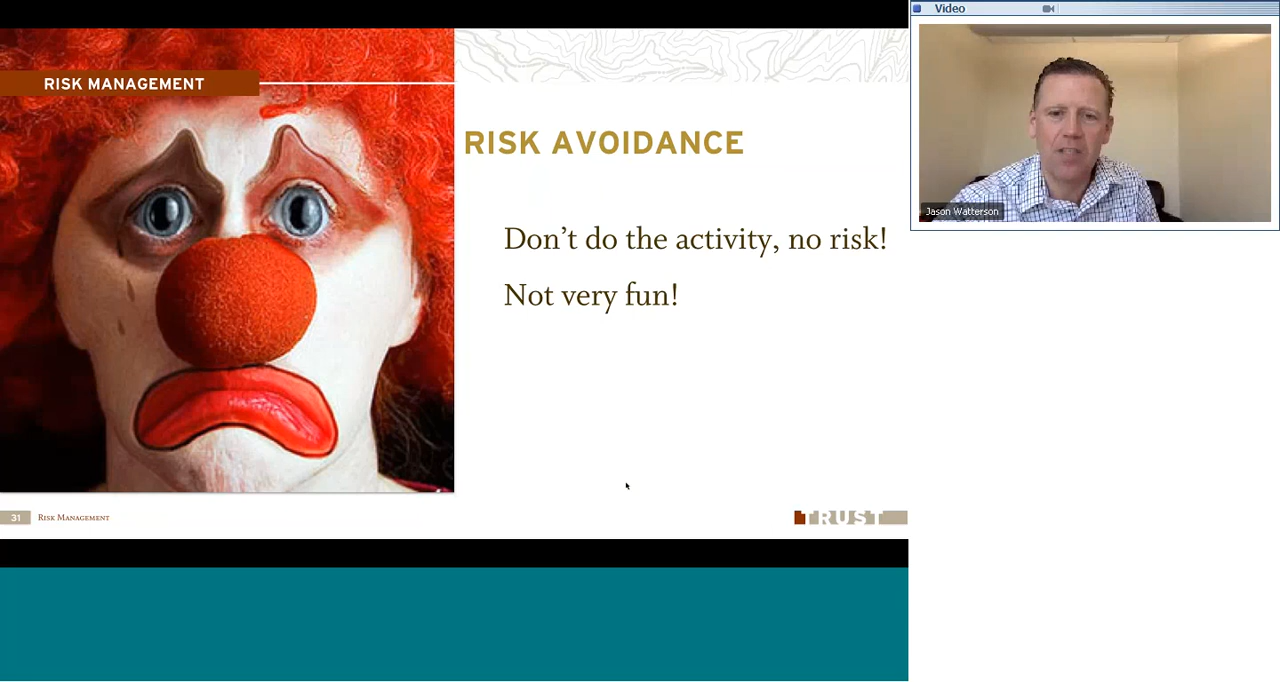 Video
RISK MANAGEMENT
RISK AVOIDANCE
Don't do the activity, no risk!
Not very fun!
Jason Watterson
31 Risk Management
TRUST